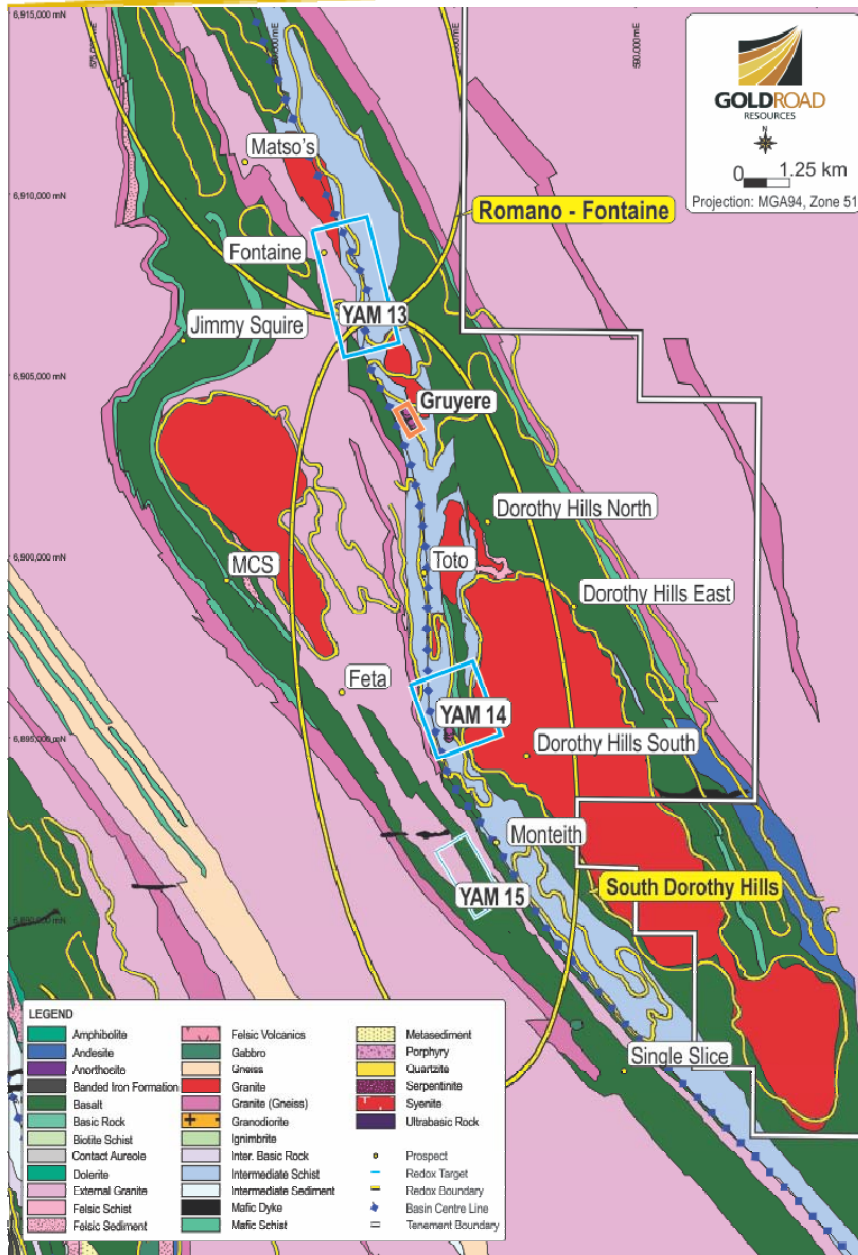 6,915,000 mN
GOLDROAD
RESOURCES
N
0 1.25 km
Projection: MGA94, Zone 51
Matso's
6,910,000 mN
Romano - Fontaine
Fontaine
YAM 13
Jimmy Squire
6,905,000 mN
Gruyere
Dorothy Hills North
6,900,000 mN
Toto
MCS
Dorothy Hills East
Feta
YAM 14
6,895,000 mN
Dorothy Hills South
Monteith
YAM 15
South Dorothy Hills
6,890,000 mN
Single Slice
LEGEND
Amphibolite
Andesite
Anorthocite
Banded Iron Formation
Basalt
Basic Rock
Biotite Schist
Contact Aureole
Dolerite
External Granite
Felsic Schist
Felsic Sediment
Felsic Volcanics
Gabbro
Gneiss
Granite
Granite (Gneiss)
Granodiorite
Ignimbrite
Inter. Basic Rock
Intermediate Schist
Intermediate Sediment
Mafic Dyke
Mafic Schist
Metasediment
Porphyry
Quartzite
Serpentinite
Syenite
Ultrabasic Rock
Prospect
Redox Target
Redox Boundary
Basin Centre Line
Tenement Boundary